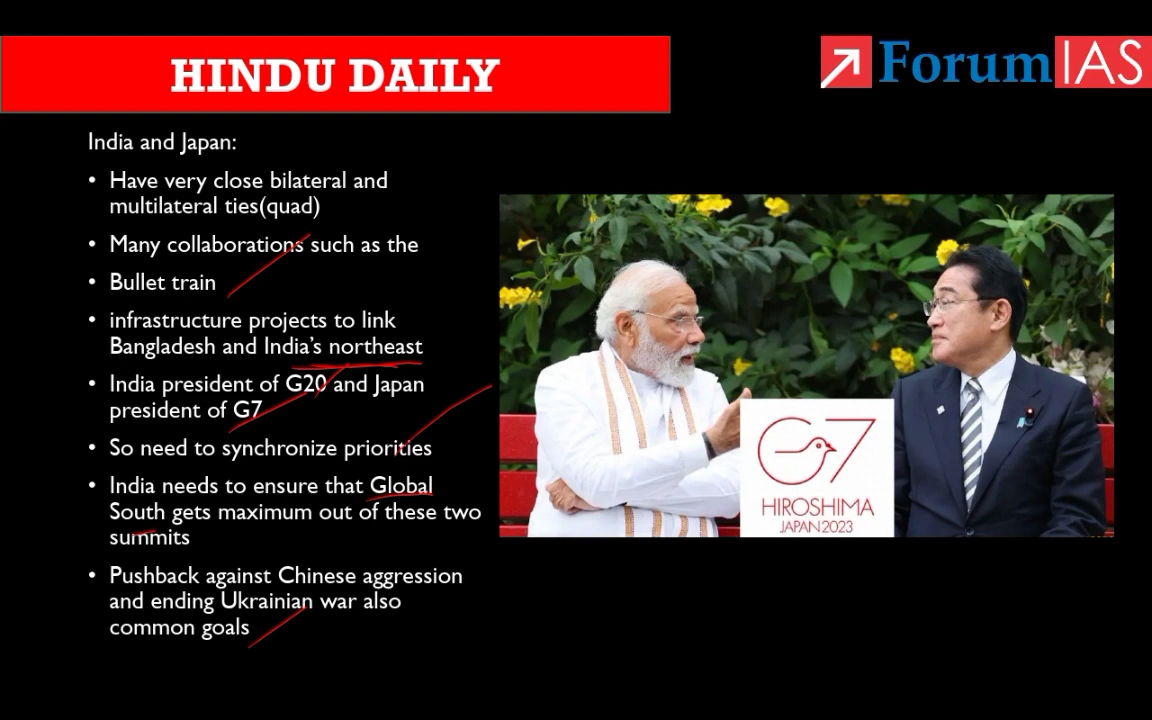 HINDU DAILY
ForumIAS
India and Japan:
• Have very close bilateral and
multilateral ties(quad)
• Many collaborations such as the
• Bullet train
• infrastructure projects to link
Bangladesh and India’s northeast
• India president of G20 and Japan
president of G7
• So need to synchronize priorities
• India needs to ensure that Global
South gets maximum out of these two
summits
• Pushback against Chinese aggression
and ending Ukrainian war also
common goals
G7
HIROSHIMA
JAPAN 2023